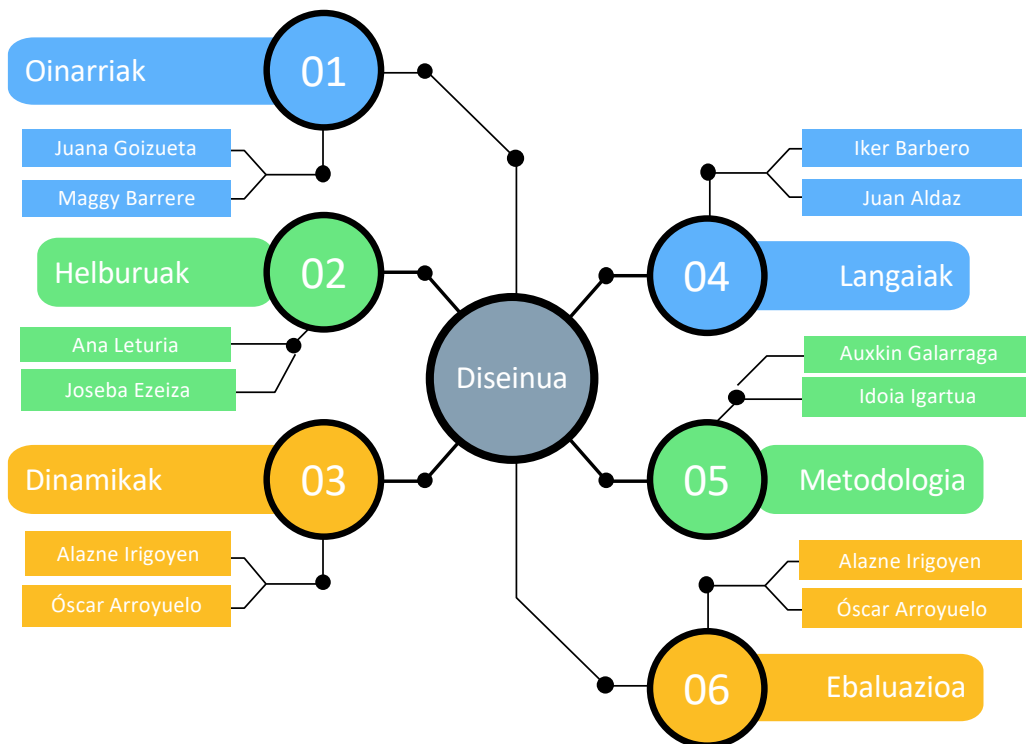 Oinarriak
01
Juana Goizueta
Maggy Barrere
Helburuak
02
Ana Leturia
Joseba Ezeiza
Dinamikak
03
Alazne Irigoyen
Óscar Arroyuelo
Diseinua
Iker Barbero
Juan Aldaz
04
Langaiak
Auxkin Galarraga
Idoia Igartua
05
Metodologia
Alazne Irigoyen
Óscar Arroyuelo
06
Ebaluazioa